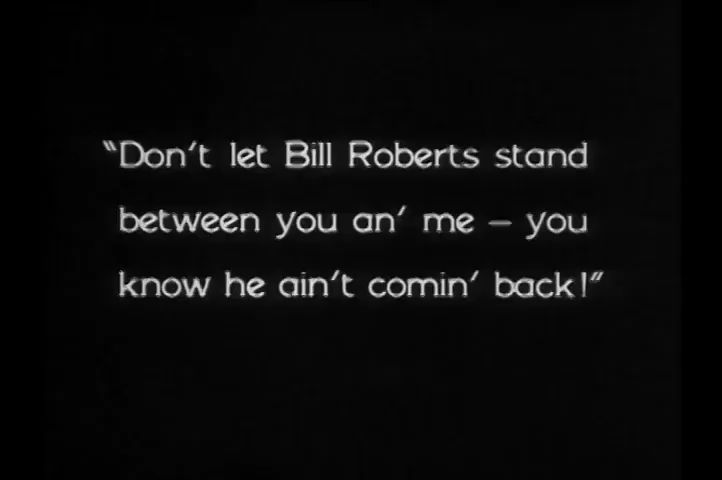 "Don't let Bill Roberts stand
between you an' me – you
know he ain't comin' back!"